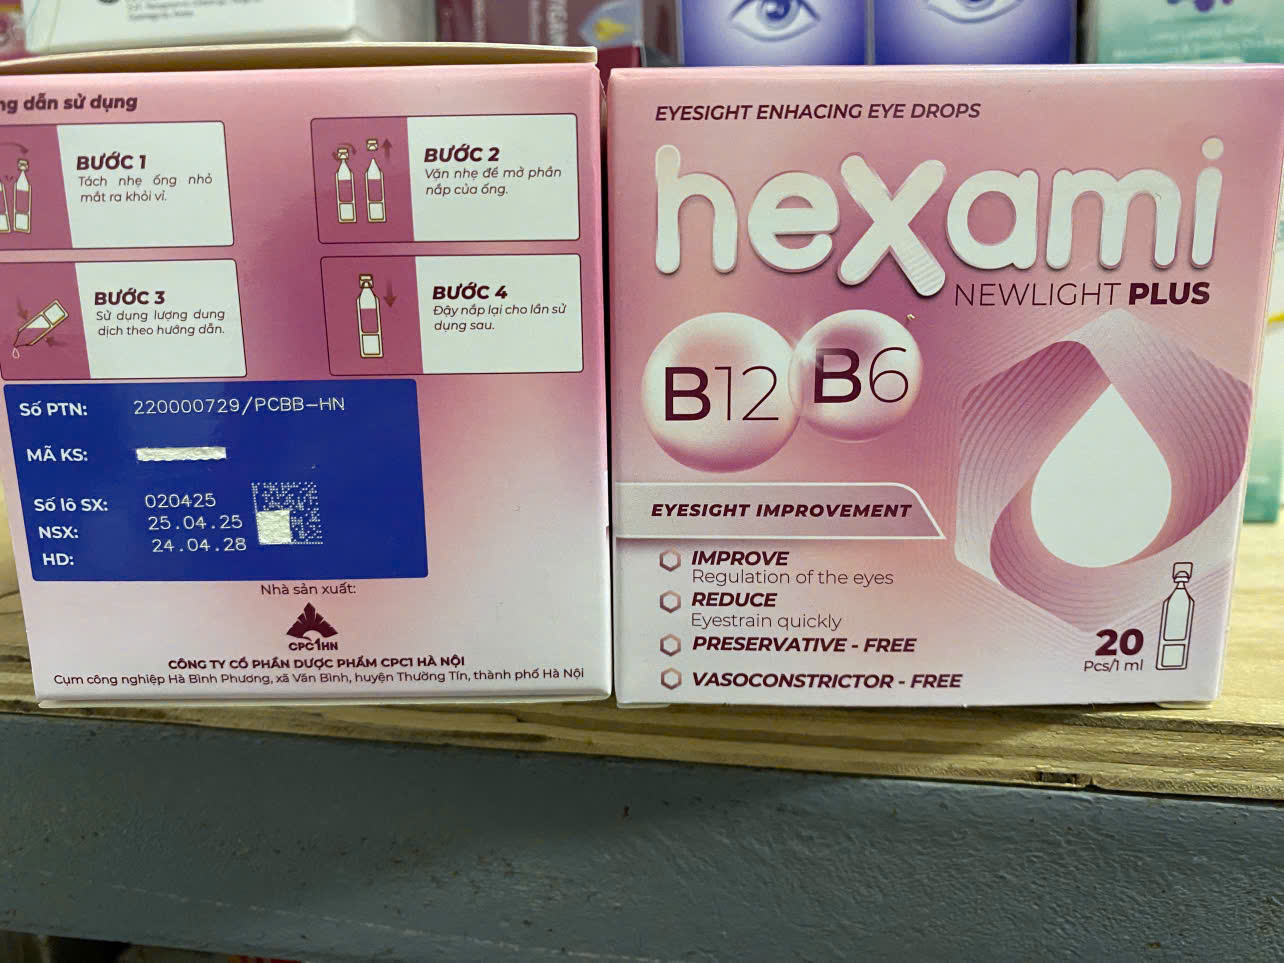 ng dẫn sử dụng
BƯỚC 1
Tách nhẹ ống nhỏ
mắt ra khỏi vỉ.
BƯỚC 2
Vặn nhẹ để mở phần
nắp của ống.
BƯỚC 3
Sử dụng lượng dung
dịch theo hướng dẫn.
BƯỚC 4
Đậy nắp lại cho lần sử
dụng sau.
Số PTN: 220000729/PCBB-HN
MÃ KS:
Số lô SX: 020425
NSX: 25.04.25
HD: 24.04.28
Nhà sản xuất:
CPC1HN
CÔNG TY CỔ PHẦN DƯỢC PHẨM CPC1 HÀ NỘI
Cụm công nghiệp Hà Bình Phương, xã Văn Bình, huyện Thường Tín, thành phố Hà Nội
EYESIGHT ENHACING EYE DROPS
hexami
NEWLIGHT PLUS
B12 B6
EYESIGHT IMPROVEMENT
IMPROVE
Regulation of the eyes
REDUCE
Eyestrain quickly
PRESERVATIVE - FREE
VASOCONSTRICTOR - FREE
20
Pcs/1 ml